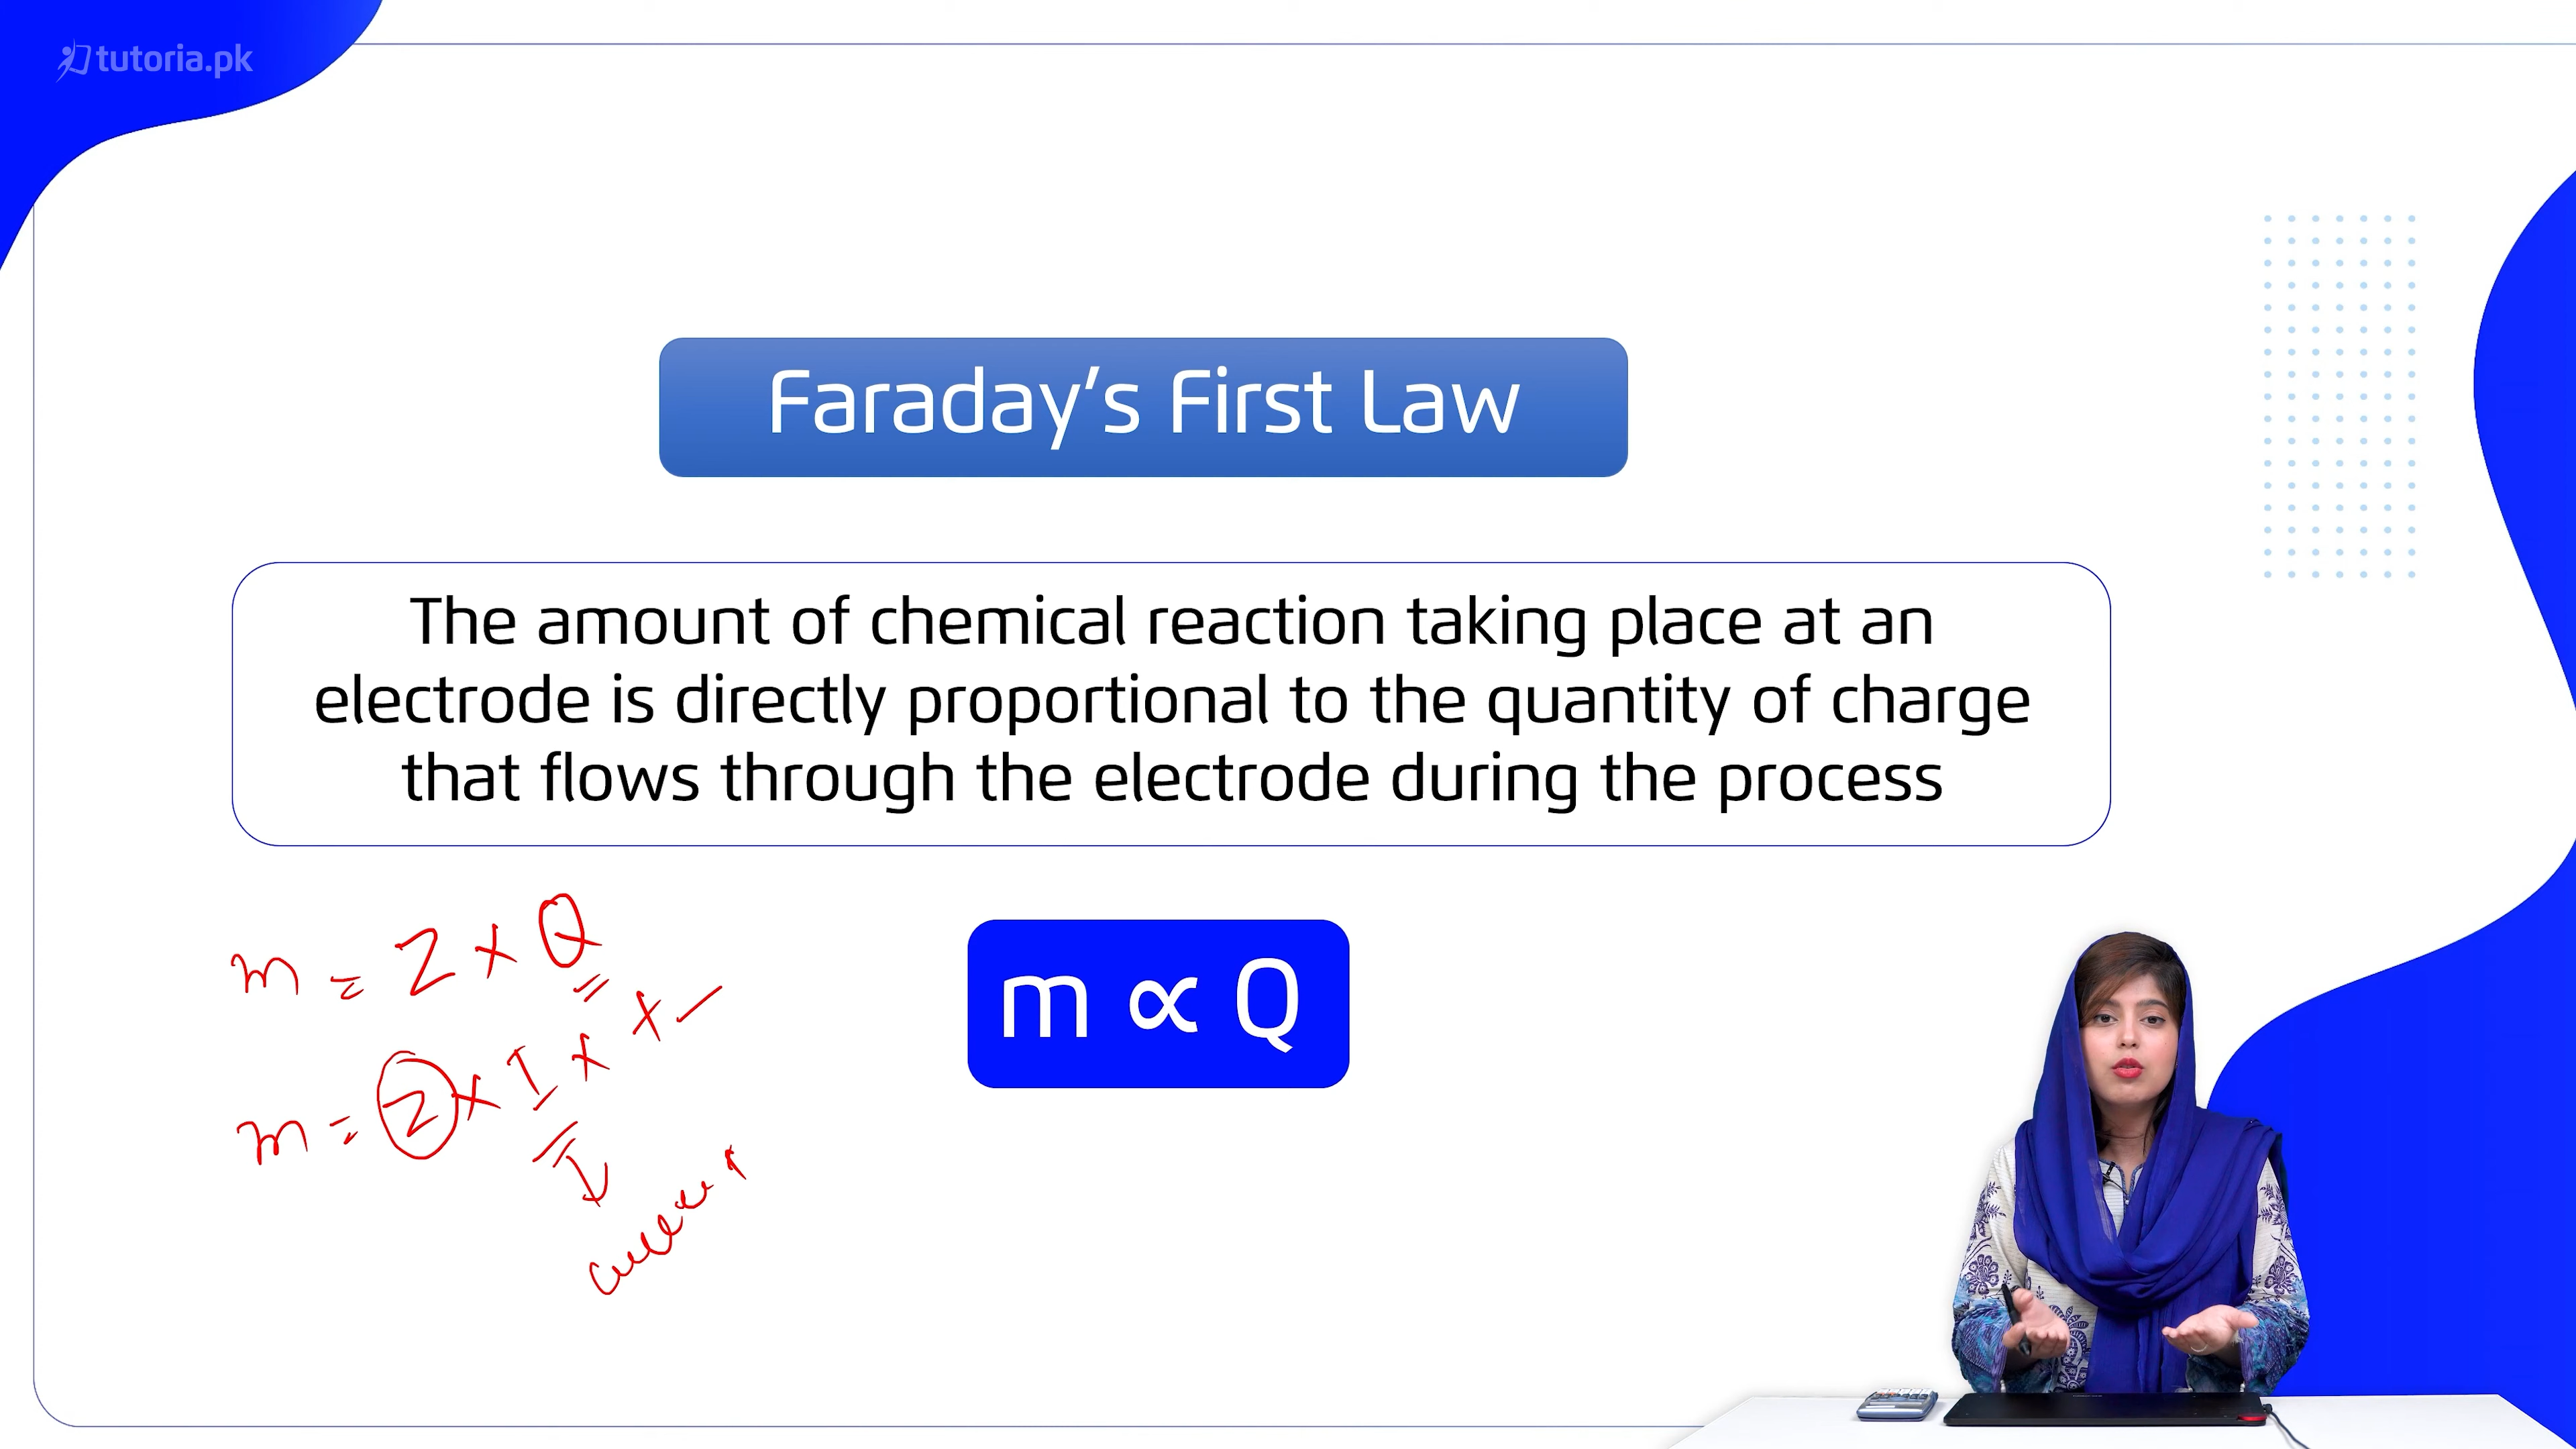 tutoria.pk
Faraday's First Law
The amount of chemical reaction taking place at an
electrode is directly proportional to the quantity of charge
that flows through the electrode during the process
m = Z × Q
m ∝ Q
m = Z × I × t
I
current